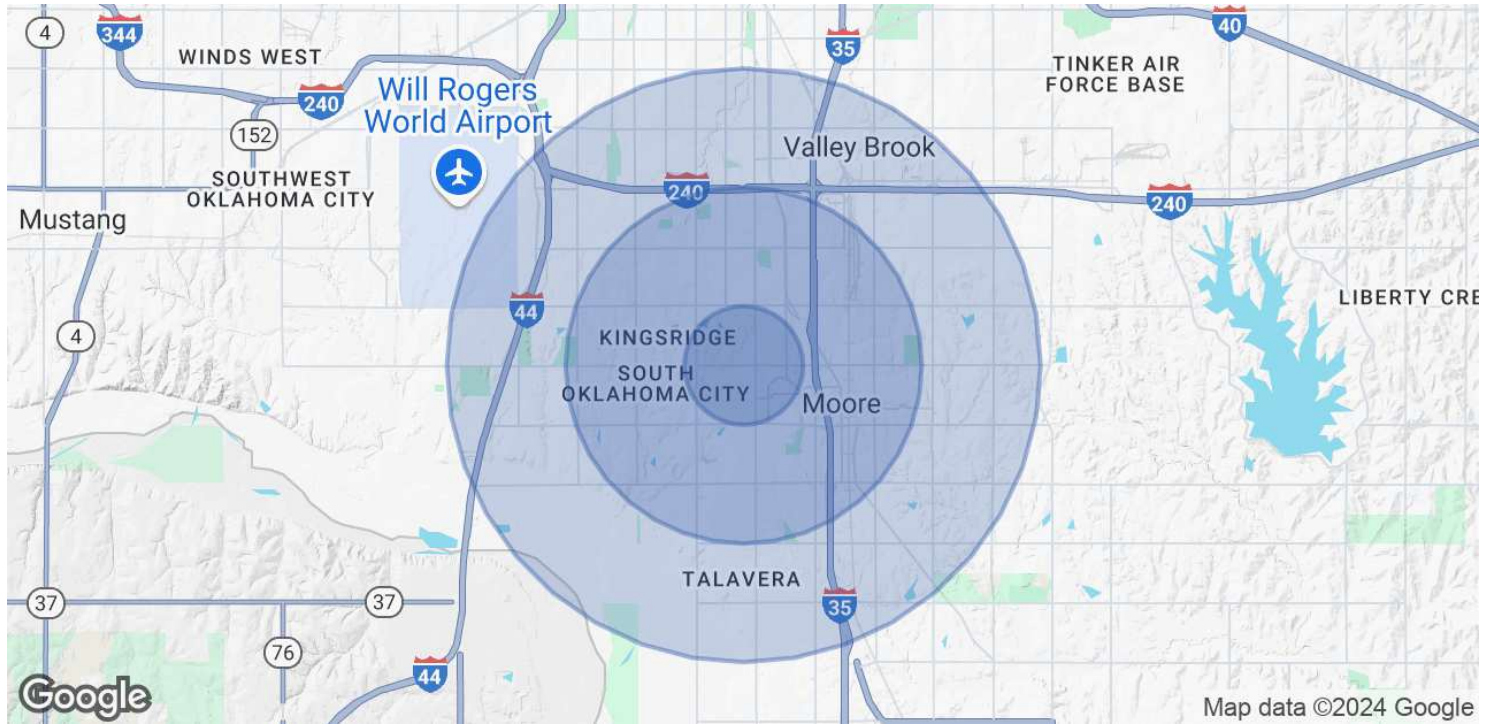 4
344
WINDS WEST
240
152
Will Rogers
World Airport
35
40
TINKER AIR
FORCE BASE
Valley Brook
SOUTHWEST
OKLAHOMA CITY
Mustang
240
240
44
LIBERTY CRE
4
KINGSRIDGE
SOUTH
OKLAHOMA CITY
Moore
TALAVERA
37
37
35
76
44
Google
Map data ©2024 Google